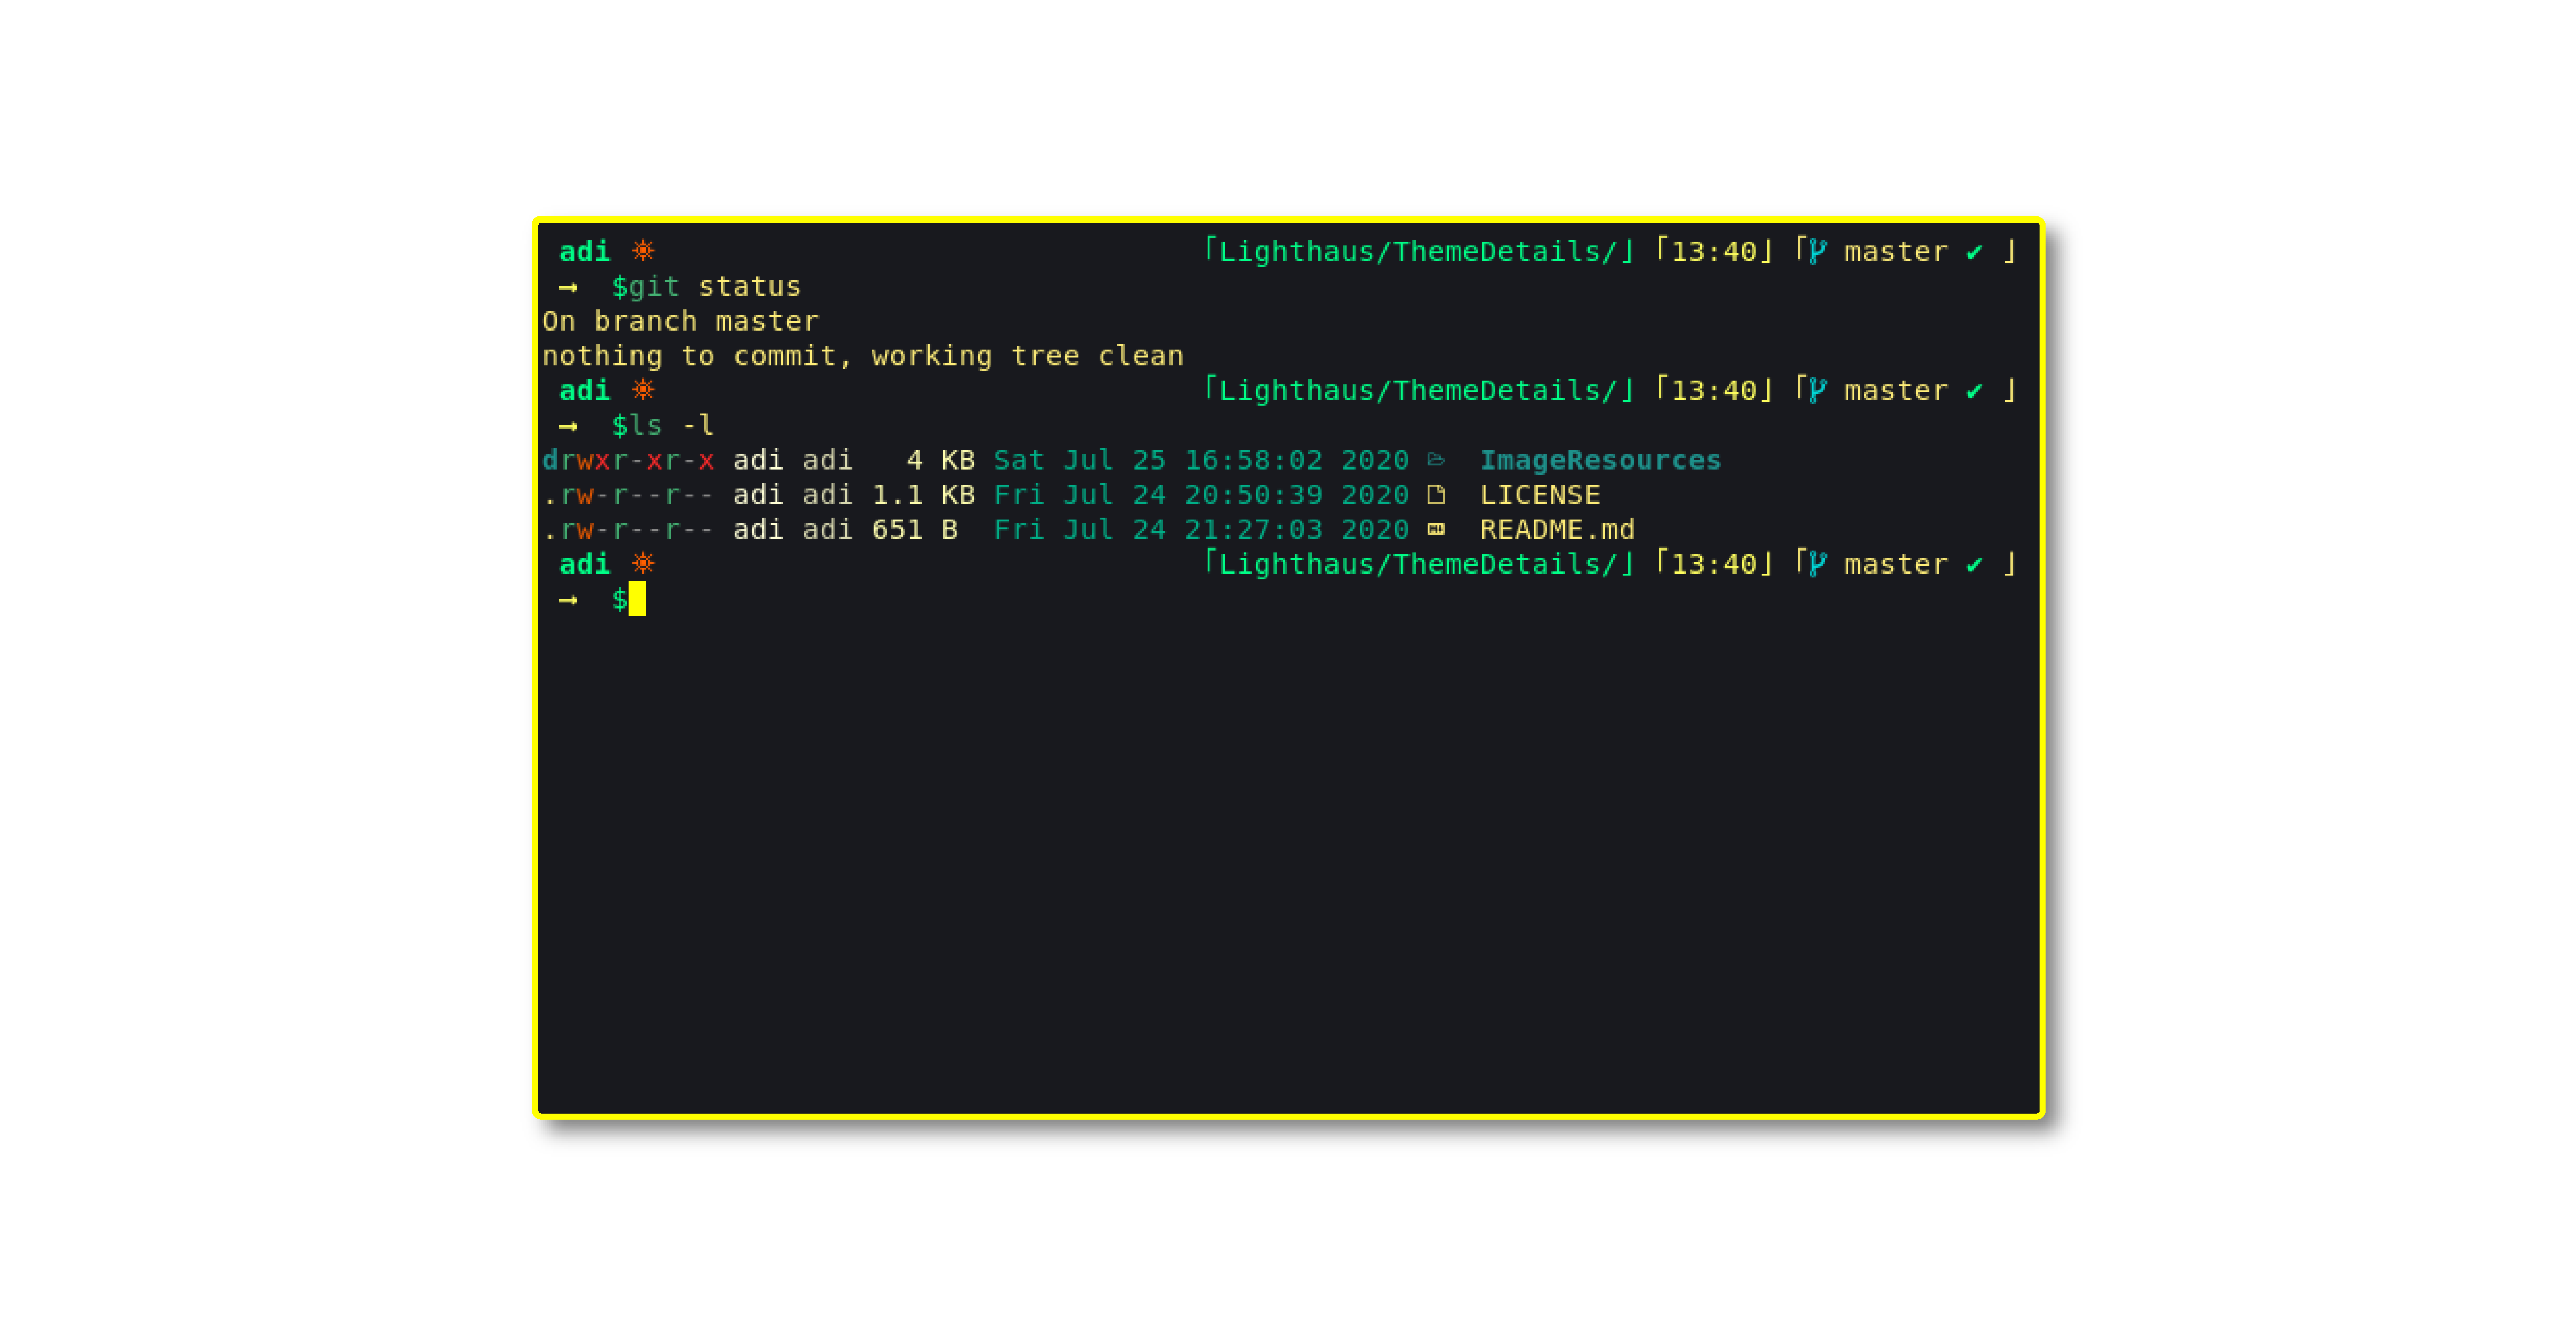 adi ☼ ⌈Lighthaus/ThemeDetails/⌋ ⌈13:40⌋ ⌈ master ✔ ⌋
→ $git status
On branch master
nothing to commit, working tree clean
adi ☼ ⌈Lighthaus/ThemeDetails/⌋ ⌈13:40⌋ ⌈ master ✔ ⌋
→ $ls -l
drwxr-xr-x adi adi 4 KB Sat Jul 25 16:58:02 2020 ImageResources
.rw-r--r-- adi adi 1.1 KB Fri Jul 24 20:50:39 2020 LICENSE
.rw-r--r-- adi adi 651 B Fri Jul 24 21:27:03 2020 README.md
adi ☼ ⌈Lighthaus/ThemeDetails/⌋ ⌈13:40⌋ ⌈ master ✔ ⌋
→ $